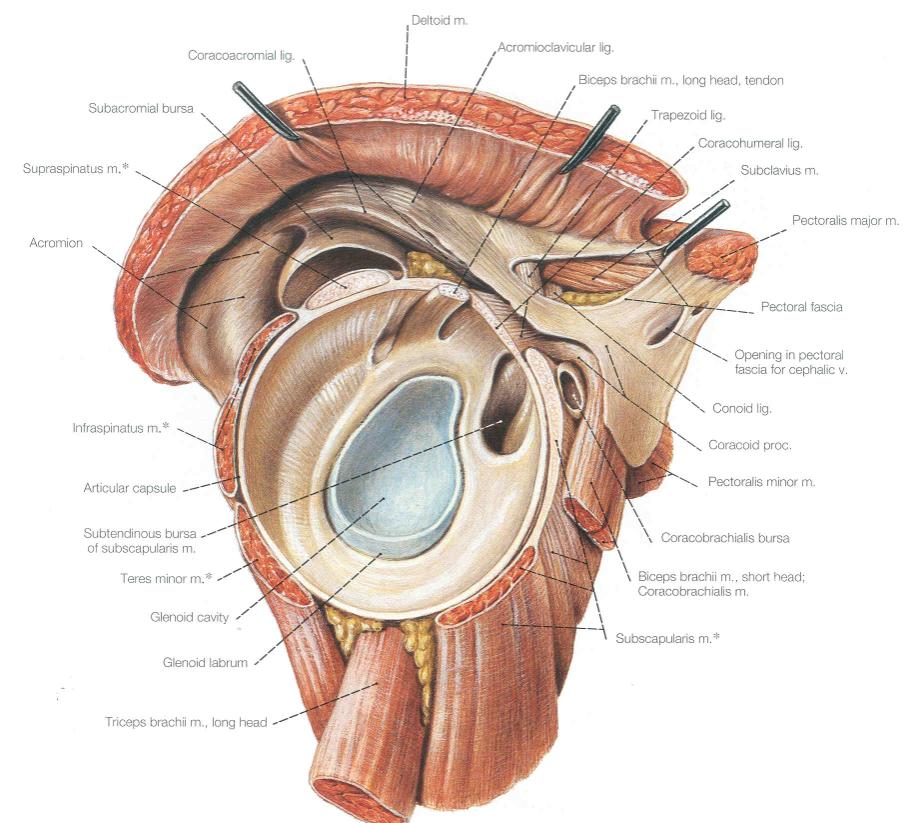 Deltoid m.
Coracoacromial lig.
Acromioclavicular lig.
Biceps brachii m., long head, tendon
Subacromial bursa
Trapezoid lig.
Coracohumeral lig.
Supraspinatus m.*
Subclavius m.
Pectoralis major m.
Acromion
Pectoral fascia
Opening in pectoral
fascia for cephalic v.
Conoid lig.
Infraspinatus m.*
Coracoid proc.
Articular capsule
Pectoralis minor m.
Subtendinous bursa
of subscapularis m.
Coracobrachialis bursa
Teres minor m.*
Biceps brachii m., short head;
Coracobrachialis m.
Glenoid cavity
Subscapularis m.*
Glenoid labrum
Triceps brachii m., long head